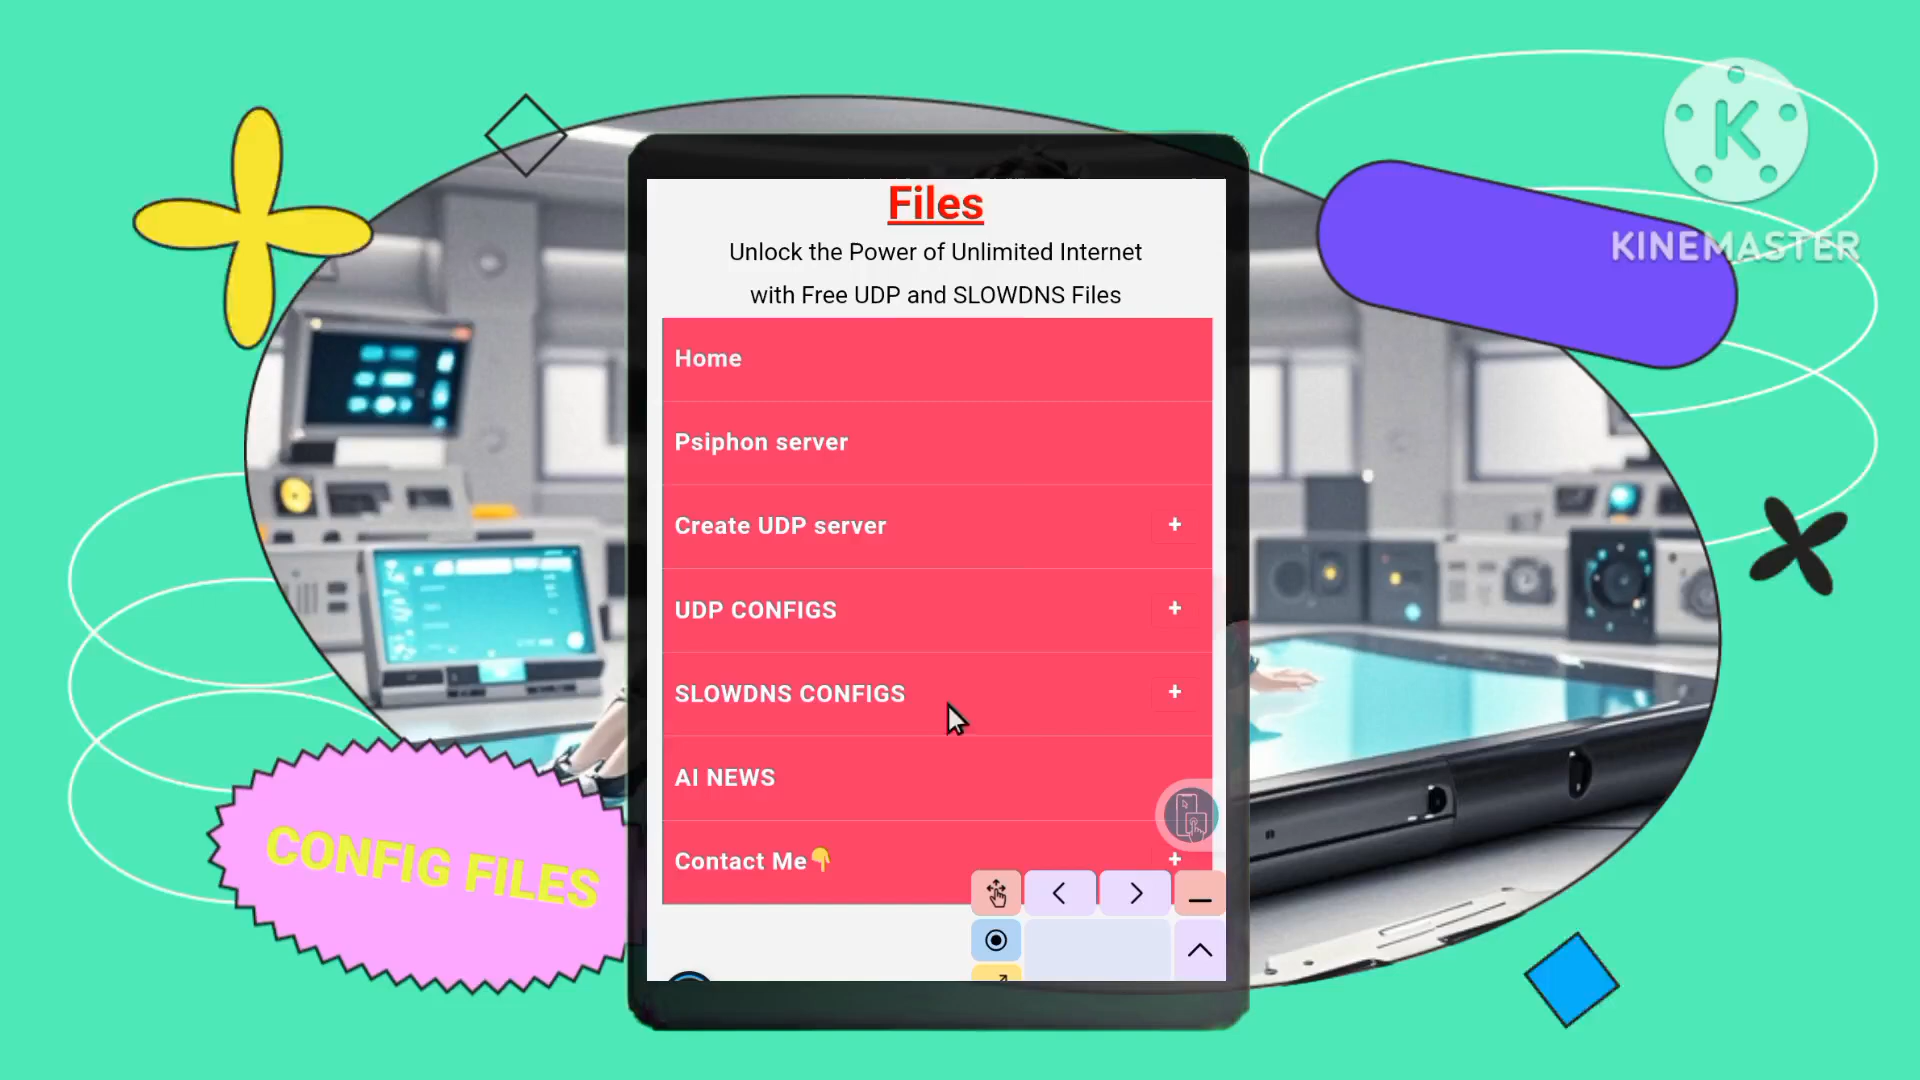 Files
Unlock the Power of Unlimited Internet
with Free UDP and SLOWDNS Files
Home
Psiphon server
Create UDP server +
UDP CONFIGS +
SLOWDNS CONFIGS +
AI NEWS
Contact Me👇 +
CONFIG FILES
K
KINEMASTER